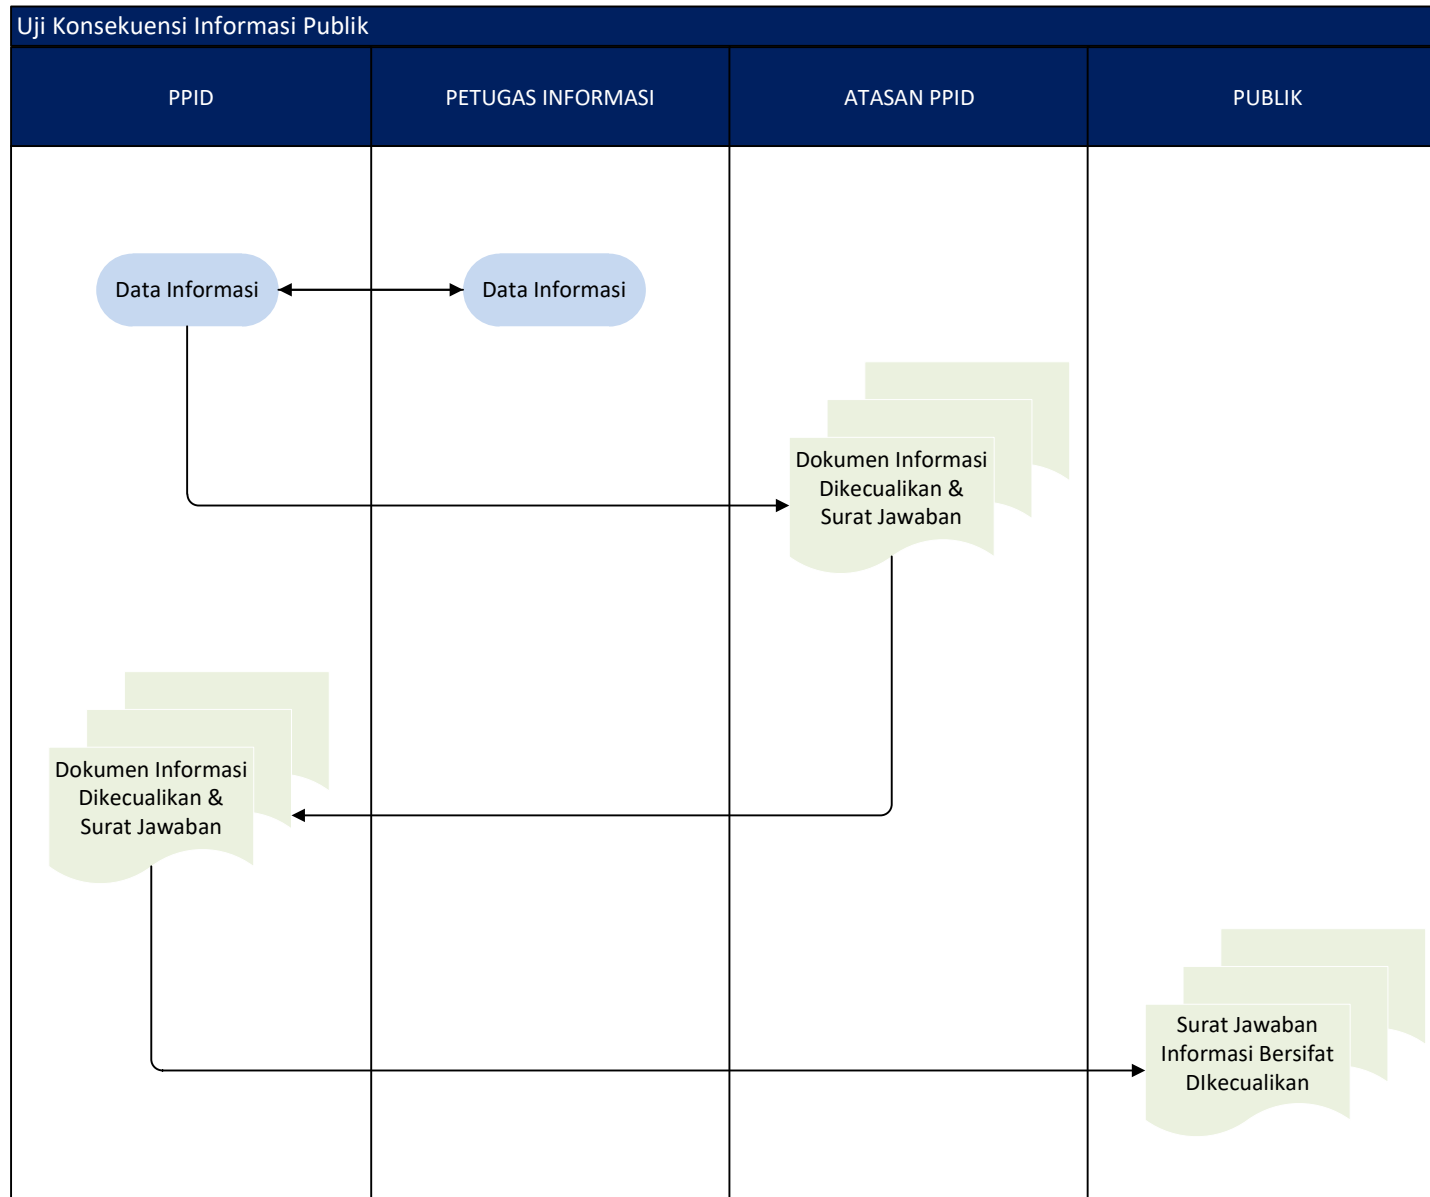 Uji Konsekuensi Informasi Publik
PPID
PETUGAS INFORMASI
ATASAN PPID
PUBLIK
Data Informasi
Data Informasi
Dokumen Informasi
Dikecualikan &
Surat Jawaban
Dokumen Informasi
Dikecualikan &
Surat Jawaban
Surat Jawaban
Informasi Bersifat
DIkecualikan